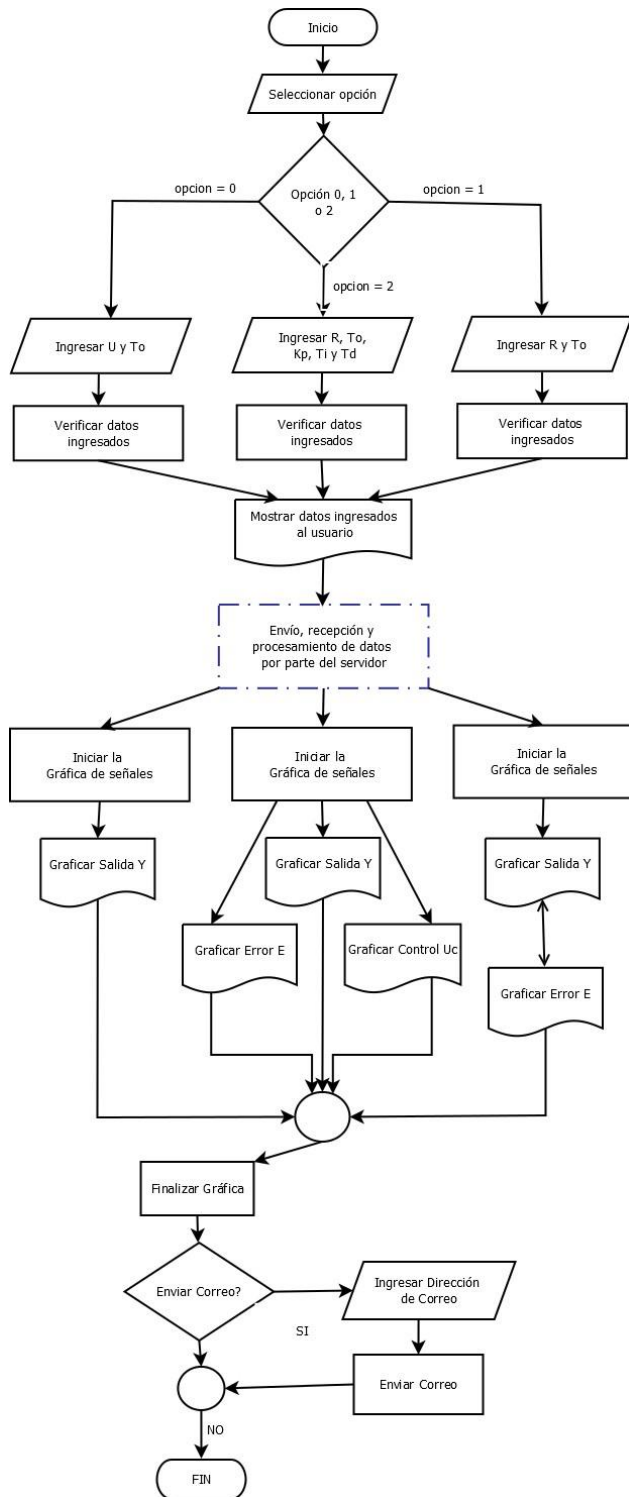 Inicio
Seleccionar opción
opcion = 0
Opción 0, 1
o 2
opcion = 1
opcion = 2
Ingresar U y To
Ingresar R, To,
Kp, Ti y Td
Ingresar R y To
Verificar datos
ingresados
Verificar datos
ingresados
Verificar datos
ingresados
Mostrar datos ingresados
al usuario
Envío, recepción y
procesamiento de datos
por parte del servidor
Iniciar la
Gráfica de señales
Iniciar la
Gráfica de señales
Iniciar la
Gráfica de señales
Graficar Salida Y
Graficar Salida Y
Graficar Salida Y
Graficar Error E
Graficar Control Uc
Graficar Error E
Finalizar Gráfica
Enviar Correo?
Ingresar Dirección
de Correo
SI
Enviar Correo
NO
FIN